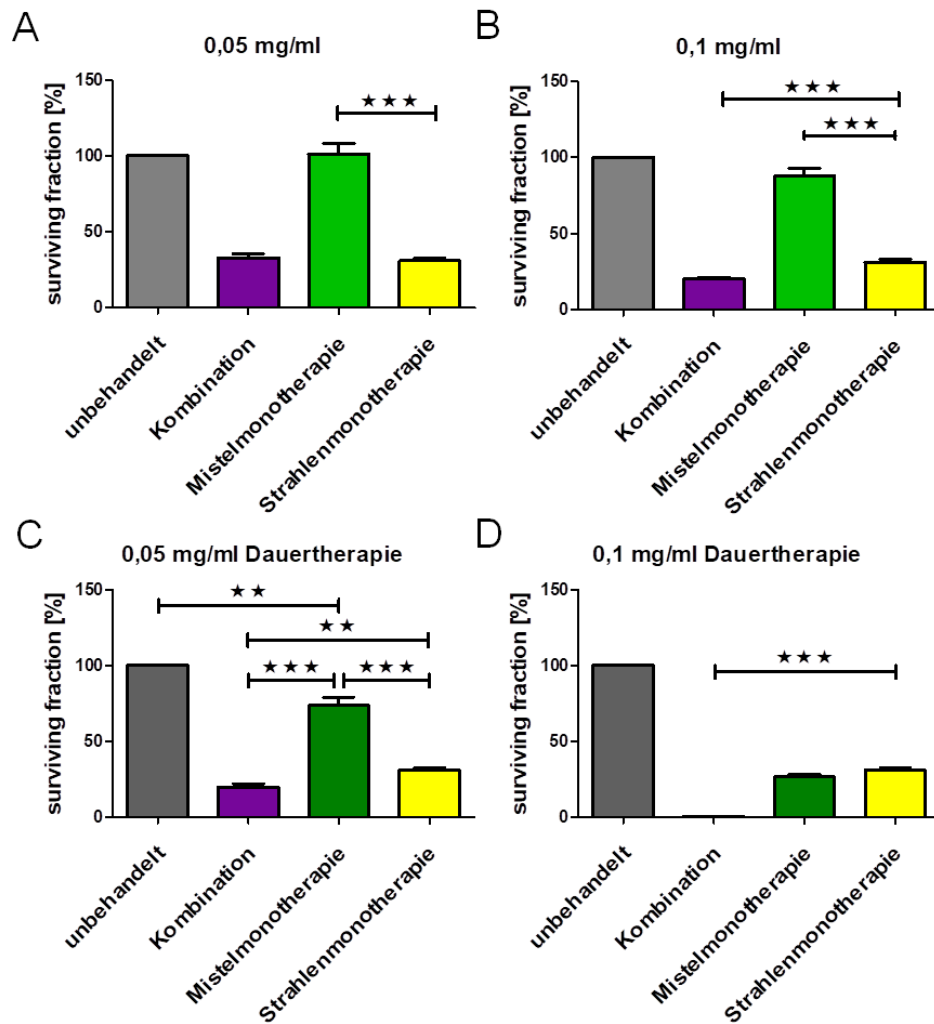 A
0,05 mg/ml
surviving fraction [%]
150
100
50
0
★★★
unbehandelt
Kombination
Mistelmonotherapie
Strahlenmonotherapie
B
0,1 mg/ml
surviving fraction [%]
150
100
50
0
★★★
★★★
unbehandelt
Kombination
Mistelmonotherapie
Strahlenmonotherapie
C
0,05 mg/ml Dauertherapie
surviving fraction [%]
150
100
50
0
★★
★★
★★★ ★★★
unbehandelt
Kombination
Mistelmonotherapie
Strahlenmonotherapie
D
0,1 mg/ml Dauertherapie
surviving fraction [%]
150
100
50
0
★★★
unbehandelt
Kombination
Mistelmonotherapie
Strahlenmonotherapie